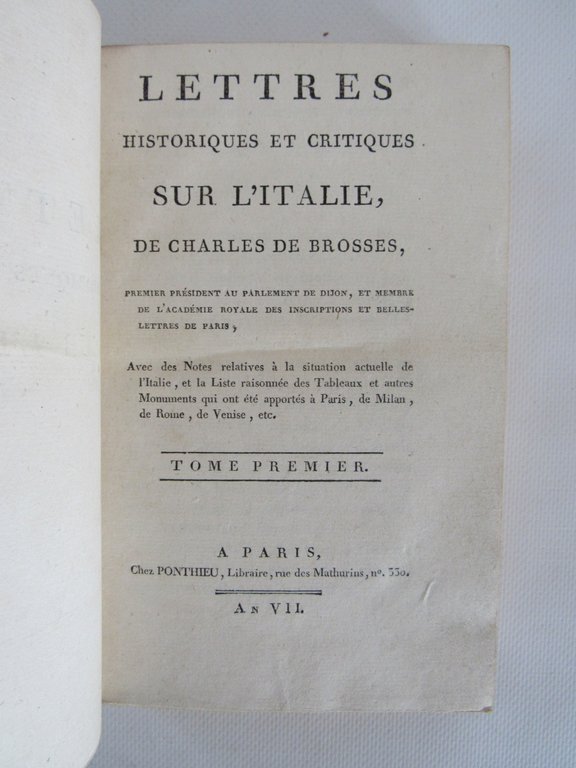 LETTRES
HISTORIQUES ET CRITIQUES
SUR L'ITALIE,
DE CHARLES DE BROSSES,
PREMIER PRÉSIDENT AU PARLEMENT DE DIJON, ET MEMBRE
DE L'ACADÉMIE ROYALE DES INSCRIPTIONS ET BELLES-
LETTRES DE PARIS,
Avec des Notes relatives à la situation actuelle de
l'Italie, et la Liste raisonnée des Tableaux et autres
Monuments qui ont été apportés à Paris, de Milan,
de Rome, de Venise, etc.
TOME PREMIER.
A PARIS,
Chez PONTHIEU, Libraire, rue des Mathurins, nº. 330.
AN VII.